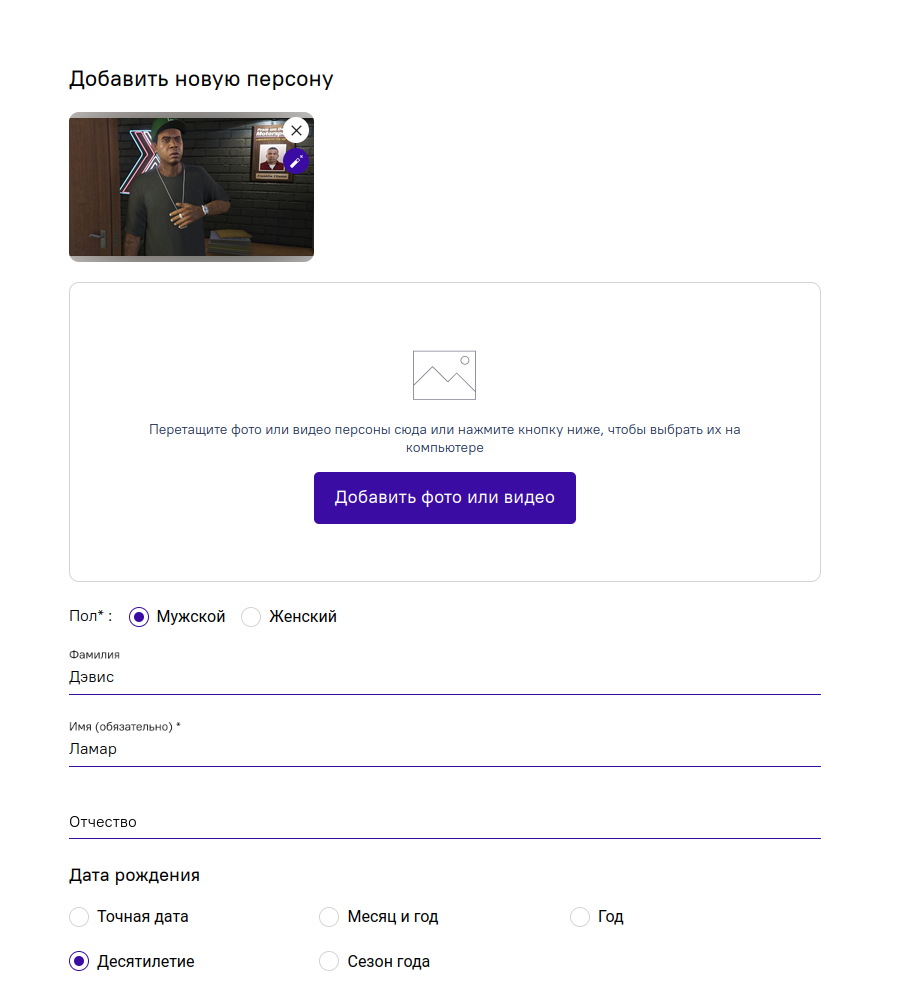 Добавить новую персону
Перетащите фото или видео персоны сюда или нажмите кнопку ниже, чтобы выбрать их на
компьютере
Добавить фото или видео
Пол* :
Мужской
Женский
Фамилия
Дэвис
Имя (обязательно) *
Ламар
Отчество
Дата рождения
Точная дата
Месяц и год
Год
Десятилетие
Сезон года